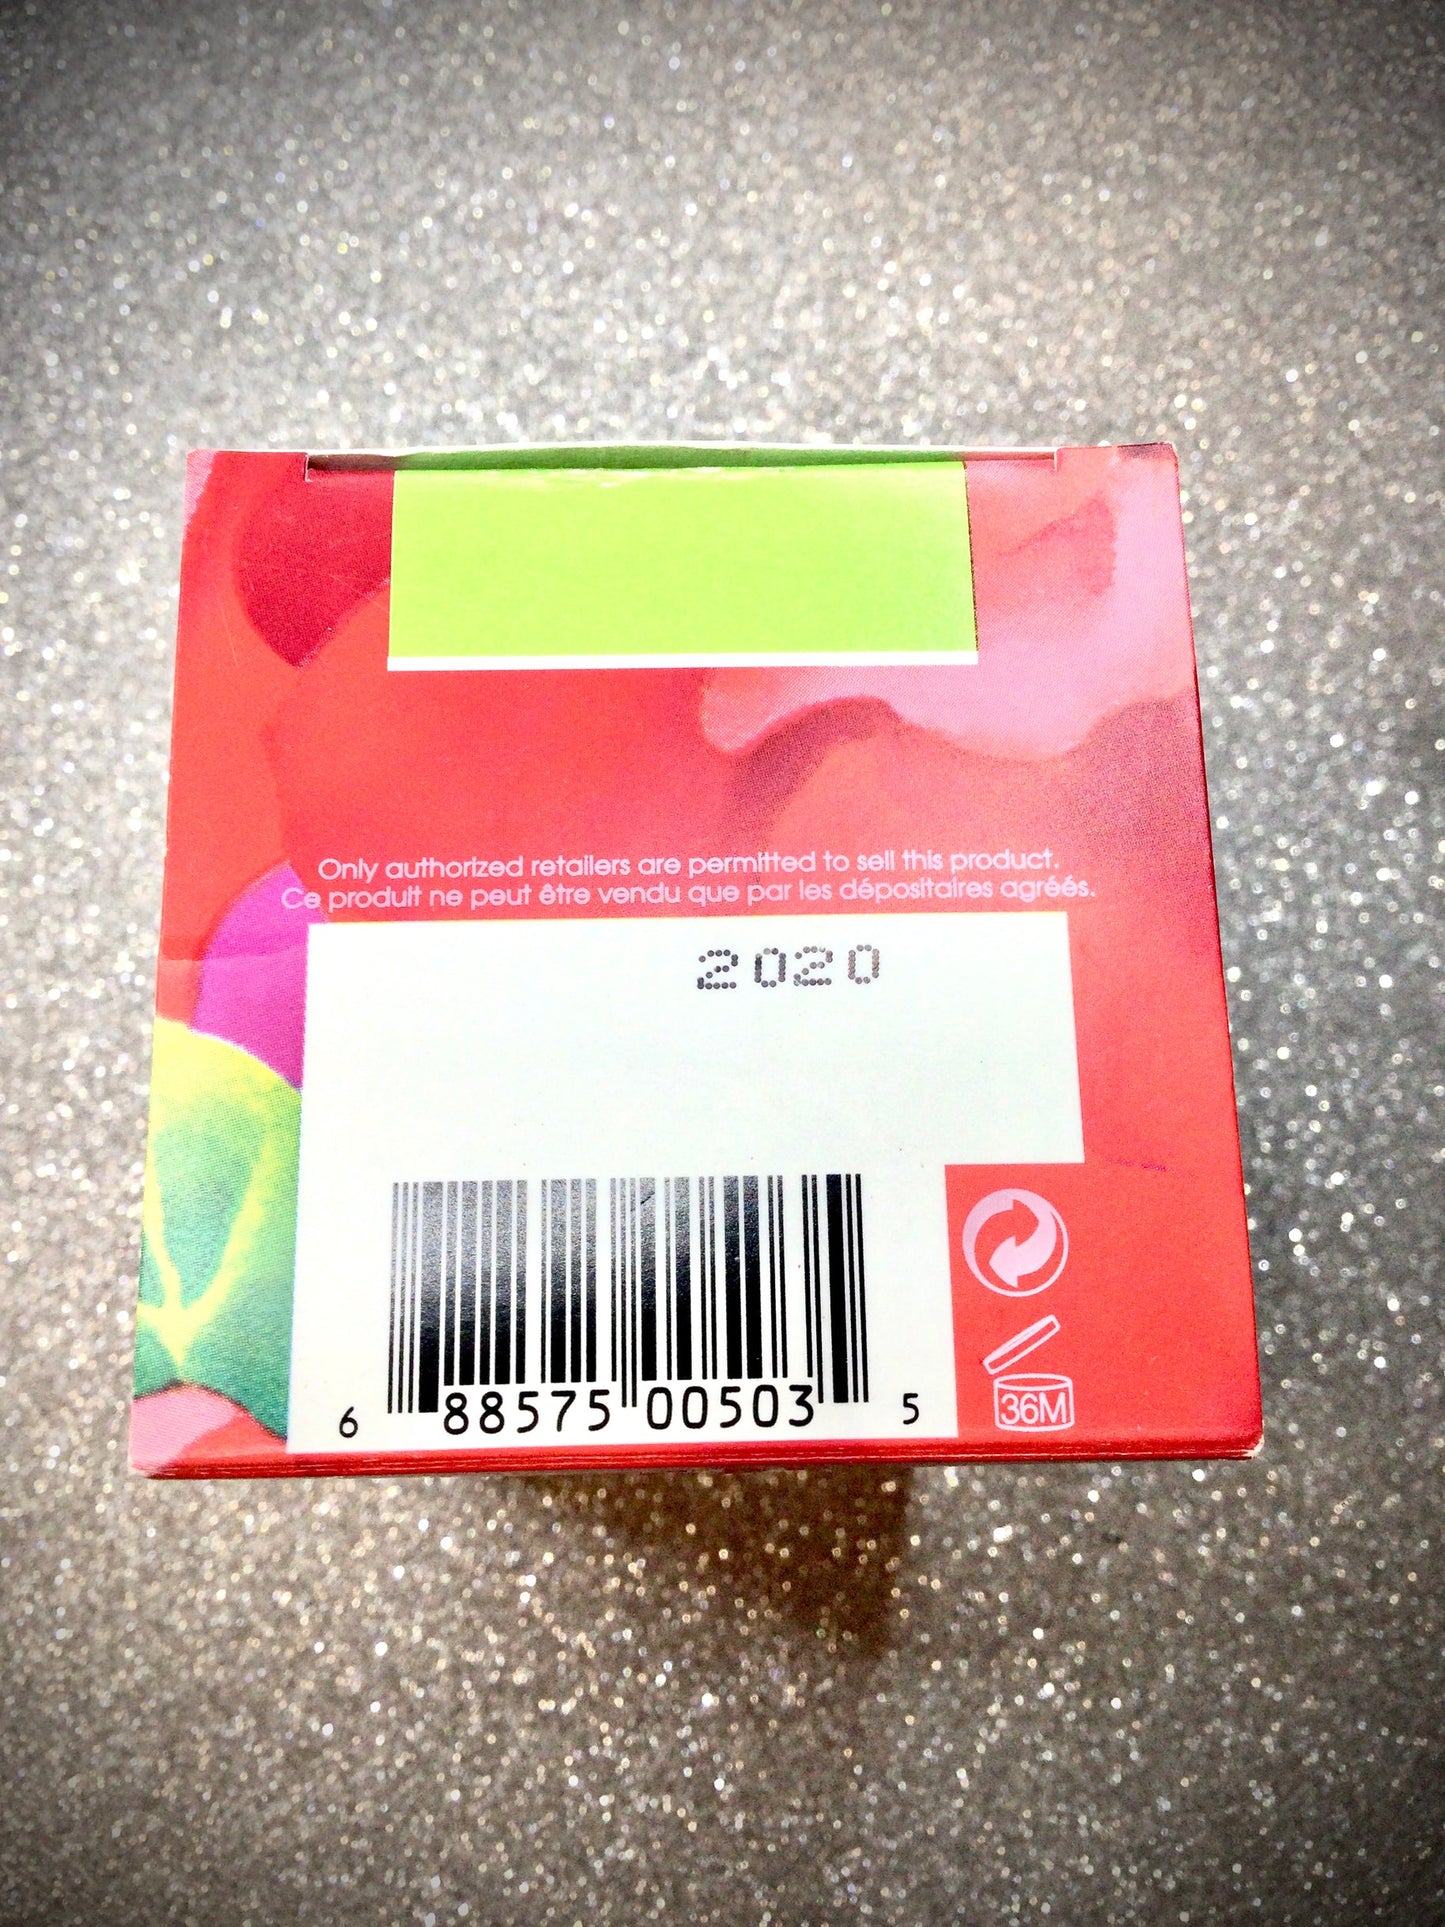 Only authorized retailers are permitted to sell this product.
Ce produit ne peut être vendu que par les dépositaires agréés.
2020
6 88575 00503 5
36M